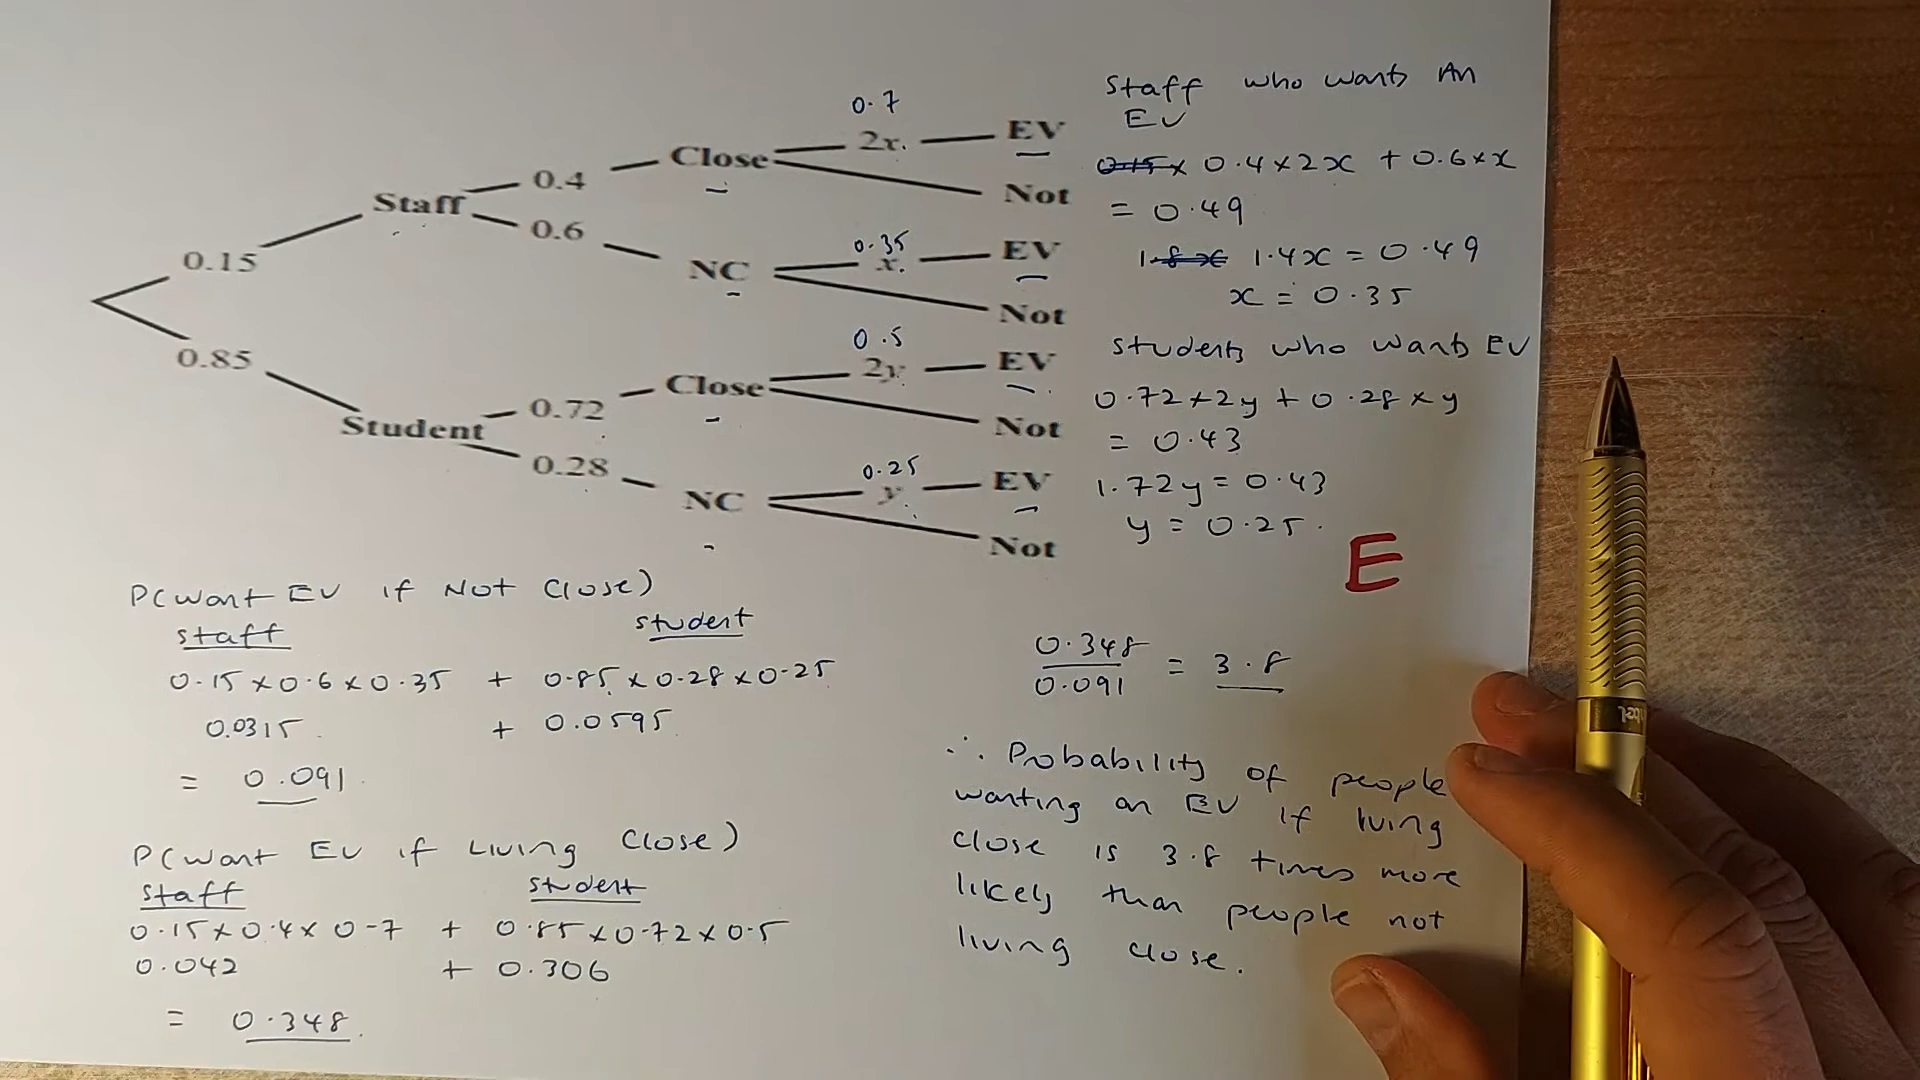 0.15
0.85
Staff
Student
0.4
0.6
0.72
0.28
Close
NC
Close
NC
0.7
2x
EV
Not
0.35
x
EV
Not
0.5
2y
EV
Not
0.25
y
EV
Not
Staff who wants An
EV
0.15 x 0.4 x 2x + 0.6 x x
= 0.49
1.8x 1.4x = 0.49
x = 0.35
students who wants EV
0.72 x 2y + 0.28 x y
= 0.43
1.72y = 0.43
y = 0.25.
E
P(Want EV if Not Close)
staff student
0.15 x 0.6 x 0.35 + 0.85 x 0.28 x 0.25
0.0315 + 0.0595
= 0.091
P(Want EV if Living Close)
staff student
0.15 x 0.4 x 0.7 + 0.85 x 0.72 x 0.5
0.042 + 0.306
= 0.348
0.348
0.091
= 3.8
∴ Probability of people
wanting an EV if living
close is 3.8 times more
likely than people not
living close.